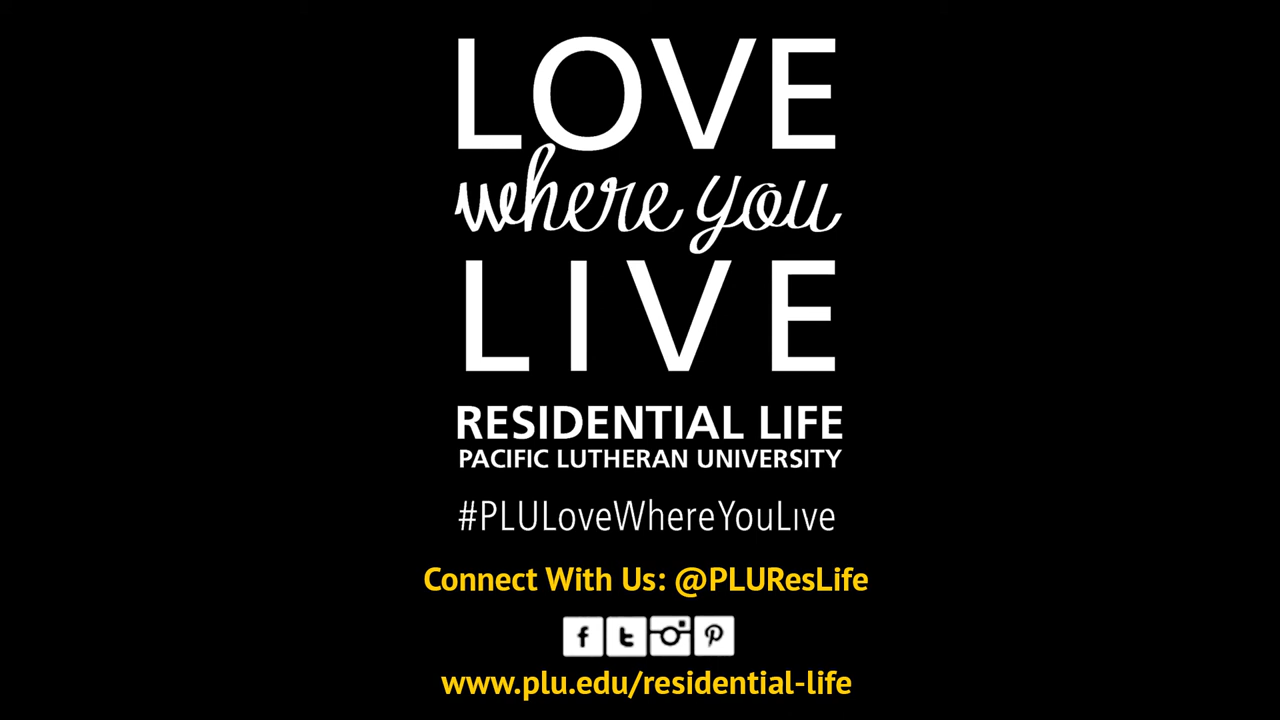 LOVE
where you
LIVE
RESIDENTIAL LIFE
PACIFIC LUTHERAN UNIVERSITY
#PLULoveWhereYouLive
Connect With Us: @PLUResLife
www.plu.edu/residential-life